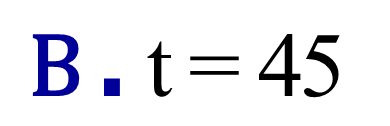 B. t = 45